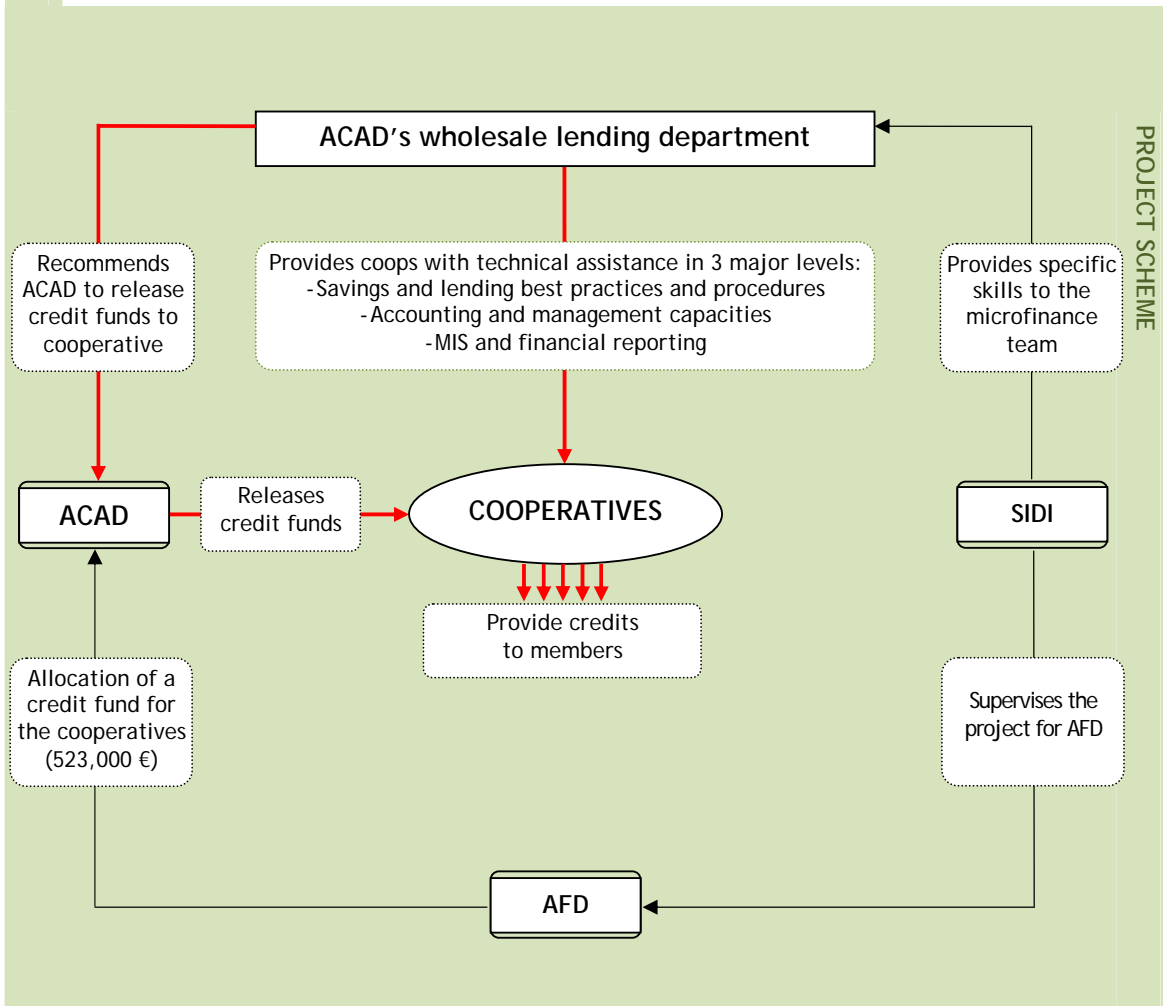 ACAD's wholesale lending department
PROJECT SCHEME
Recommends
ACAD to release
credit funds to
cooperative
Provides coops with technical assistance in 3 major levels:
-Savings and lending best practices and procedures
-Accounting and management capacities
-MIS and financial reporting
Provides specific
skills to the
microfinance
team
ACAD
Releases
credit funds
COOPERATIVES
SIDI
Provide credits
to members
Allocation of a
credit fund for
the cooperatives
(523,000 €)
Supervises the
project for AFD
AFD